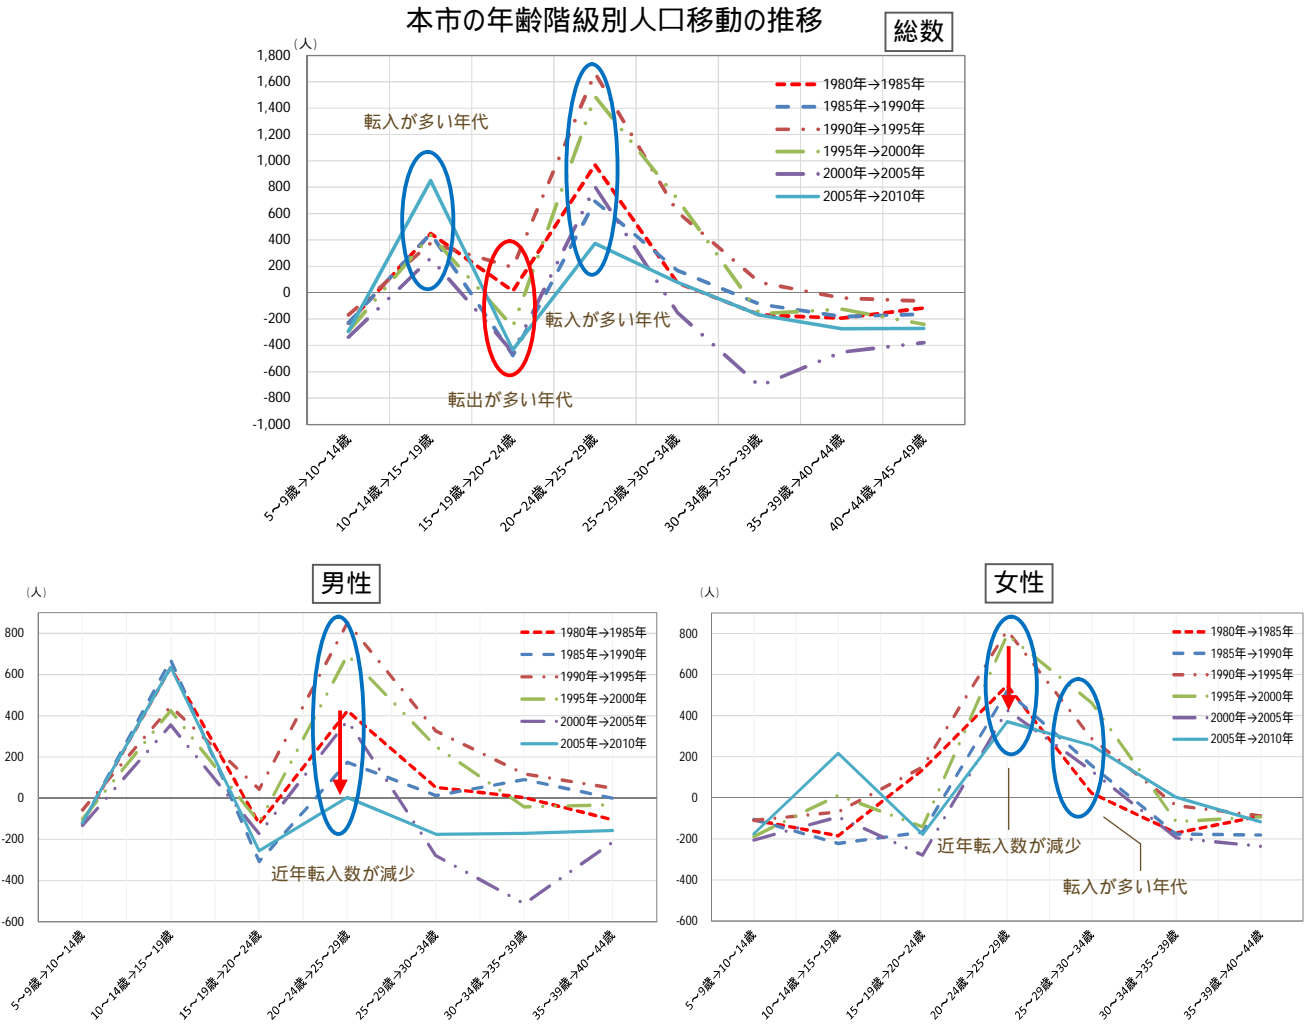 本市の年齢階級別人口移動の推移
総数
(人)
1,800
1,600
1,400
1,200
1,000
800
600
400
200
0
-200
-400
-600
-800
-1,000
転入が多い年代
転入が多い年代
転出が多い年代
1980年→1985年
1985年→1990年
1990年→1995年
1995年→2000年
2000年→2005年
2005年→2010年
5～9歳→10～14歳
10～14歳→15～19歳
15～19歳→20～24歳
20～24歳→25～29歳
25～29歳→30～34歳
30～34歳→35～39歳
35～39歳→40～44歳
40～44歳→45～49歳
男性
(人)
800
600
400
200
0
-200
-400
-600
1980年→1985年
1985年→1990年
1990年→1995年
1995年→2000年
2000年→2005年
2005年→2010年
近年転入数が減少
5～9歳→10～14歳
10～14歳→15～19歳
15～19歳→20～24歳
20～24歳→25～29歳
25～29歳→30～34歳
30～34歳→35～39歳
35～39歳→40～44歳
女性
(人)
800
600
400
200
0
-200
-400
-600
1980年→1985年
1985年→1990年
1990年→1995年
1995年→2000年
2000年→2005年
2005年→2010年
近年転入数が減少
転入が多い年代
5～9歳→10～14歳
10～14歳→15～19歳
15～19歳→20～24歳
20～24歳→25～29歳
25～29歳→30～34歳
30～34歳→35～39歳
35～39歳→40～44歳